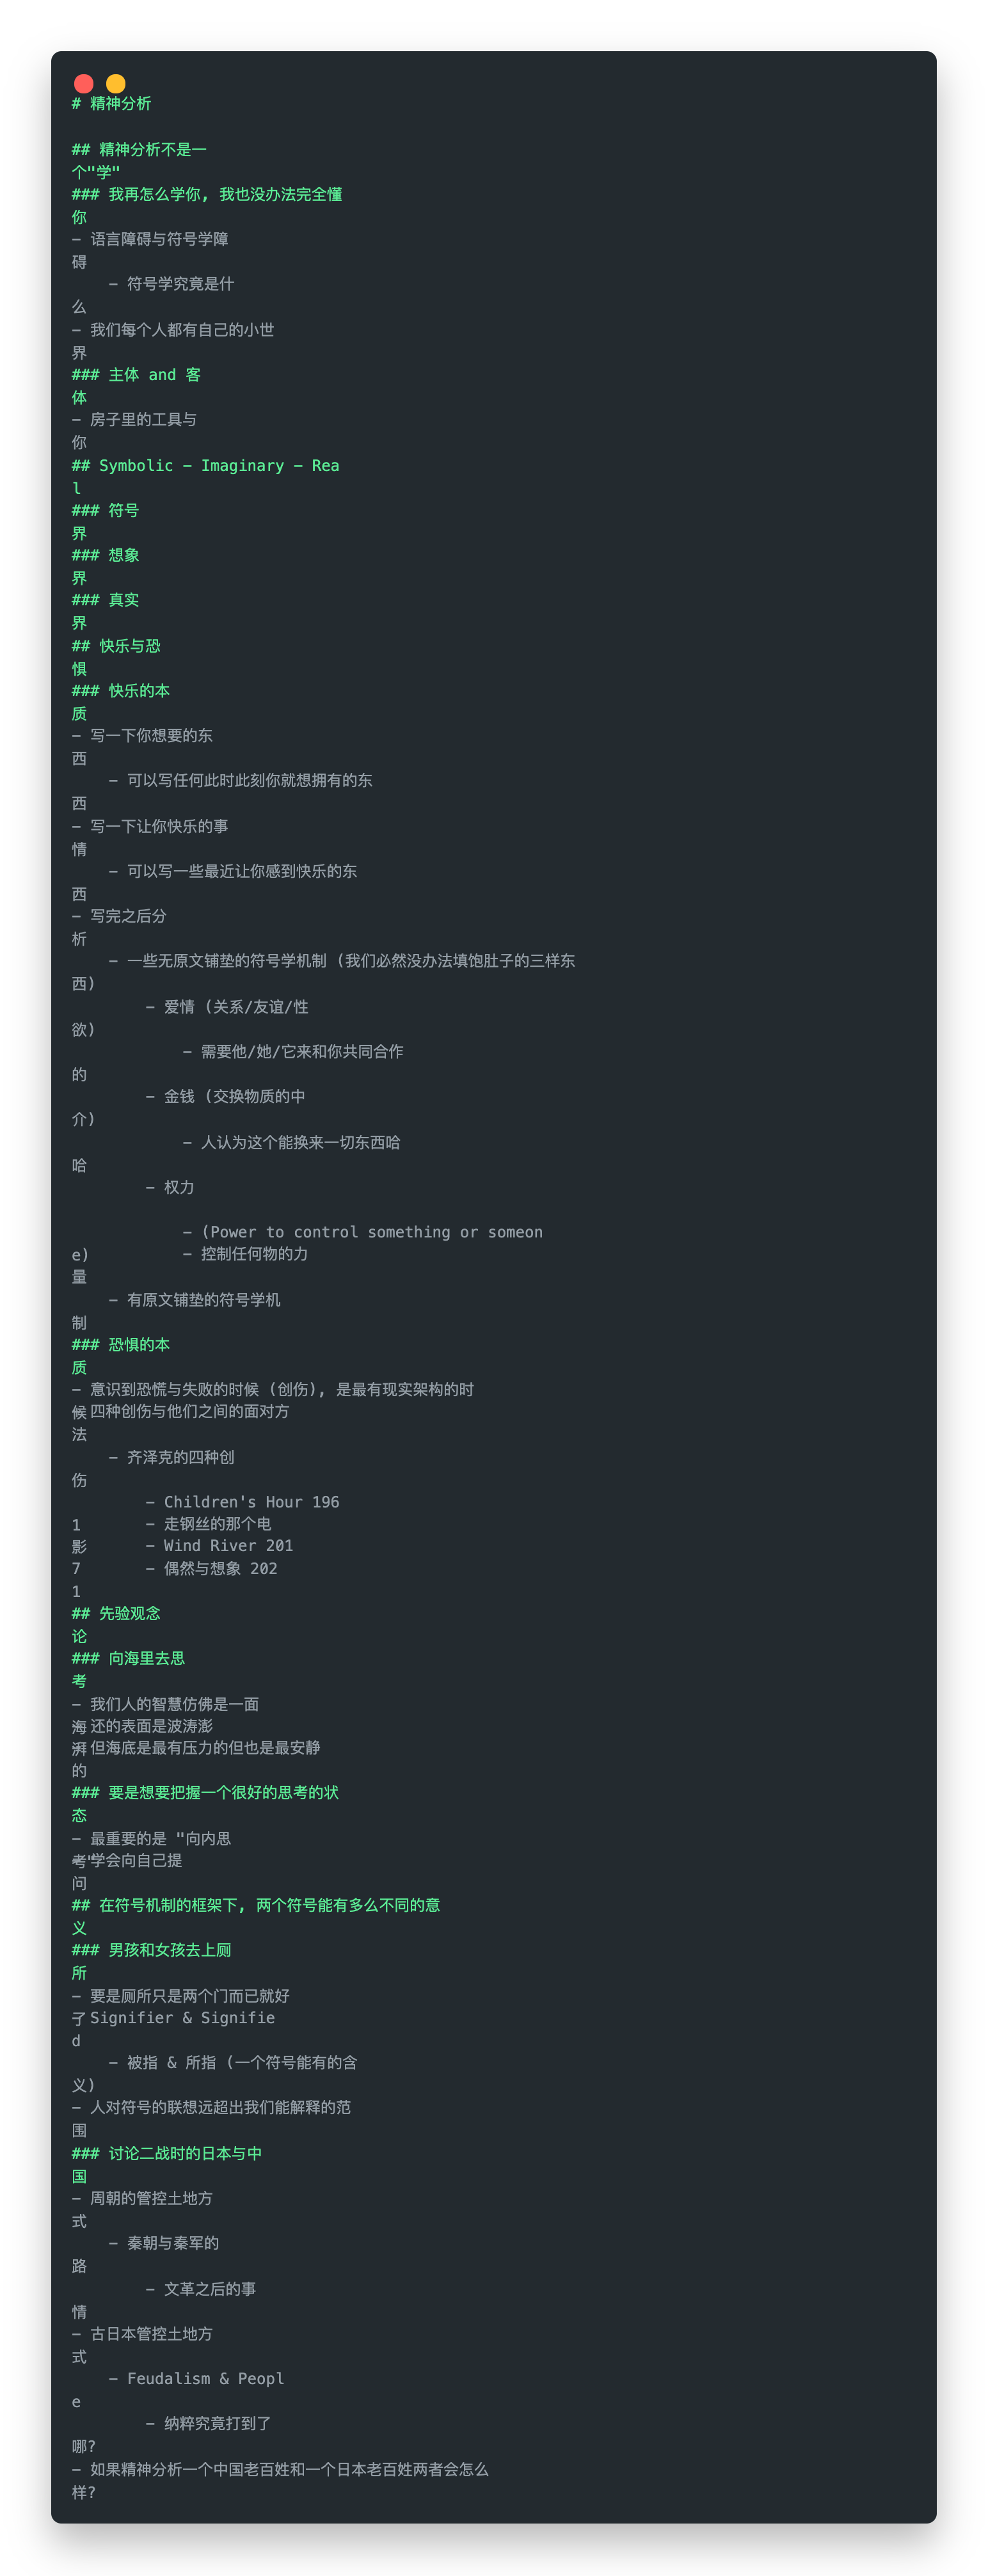 # 精神分析
## 精神分析不是一
个"学"
### 我再怎么学你, 我也没办法完全懂
你
- 语言障碍与符号学障
碍
- 符号学究竟是什
么
- 我们每个人都有自己的小世
界
### 主体 and 客
体
- 房子里的工具与
你
## Symbolic - Imaginary - Rea
l
### 符号
界
### 想象
界
### 真实
界
## 快乐与恐
惧
### 快乐的本
质
- 写一下你想要的东
西
- 可以写任何此时此刻你就想拥有的东
西
- 写一下让你快乐的事
情
- 可以写一些最近让你感到快乐的东
西
- 写完之后分
析
- 一些无原文铺垫的符号学机制 (我们必然没办法填饱肚子的三样东
西)
- 爱情 (关系/友谊/性
欲)
- 需要他/她/它来和你共同合作
的
- 金钱 (交换物质的中
介)
- 人认为这个能换来一切东西哈
哈
- 权力
- (Power to control something or someon
e)
- 控制任何物的力
量
- 有原文铺垫的符号学机
制
### 恐惧的本
质
- 意识到恐慌与失败的时候 (创伤), 是最有现实架构的时
候
- 四种创伤与他们之间的面对方
法
- 齐泽克的四种创
伤
- Children's Hour 196
1
- 走钢丝的那个电
影
- Wind River 201
7
- 偶然与想象 202
1
## 先验观念
论
### 向海里去思
考
- 我们人的智慧仿佛是一面
海
- 还的表面是波涛澎
湃
- 但海底是最有压力的但也是最安静
的
### 要是想要把握一个很好的思考的状
态
- 最重要的是 "向内思
考"
- 学会向自己提
问
## 在符号机制的框架下, 两个符号能有多么不同的意
义
### 男孩和女孩去上厕
所
- 要是厕所只是两个门而已就好
了
- Signifier & Signifie
d
- 被指 & 所指 (一个符号能有的含
义)
- 人对符号的联想远超出我们能解释的范
围
### 讨论二战时的日本与中
国
- 周朝的管控土地方
式
- 秦朝与秦军的
路
- 文革之后的事
情
- 古日本管控土地方
式
- Feudalism & Peopl
e
- 纳粹究竟打到了
哪?
- 如果精神分析一个中国老百姓和一个日本老百姓两者会怎么
样?